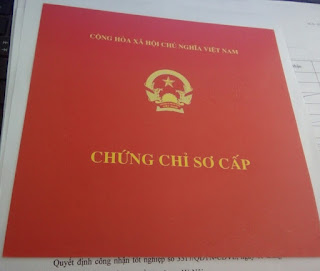 CỘNG HÒA XÃ HỘI CHỦ NGHĨA VIỆT NAM
CHỨNG CHỈ SƠ CẤP
Quyết định công nhận tốt nghiệp số